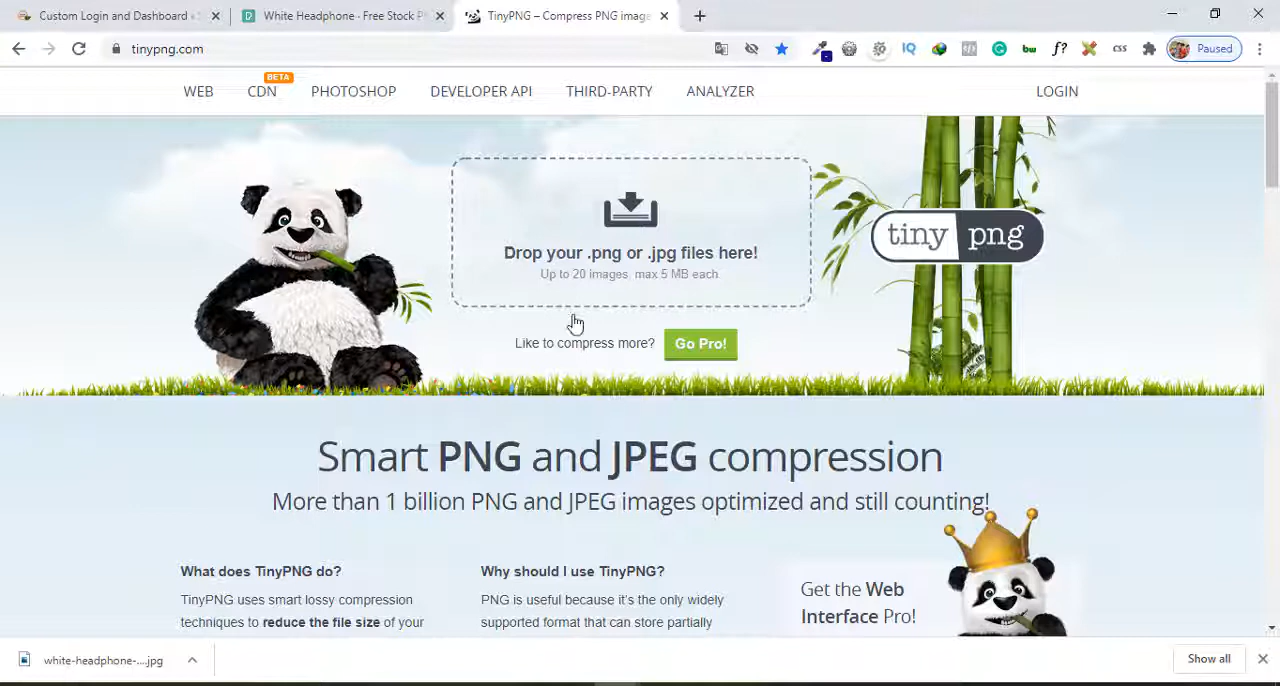 Custom Login and Dashboard
White Headphone · Free Stock P
TinyPNG – Compress PNG image
tinypng.com
IQ
bw
f?
CSS
Paused
BETA
WEB
CDN
PHOTOSHOP
DEVELOPER API
THIRD-PARTY
ANALYZER
LOGIN
Drop your .png or .jpg files here!
Up to 20 images, max 5 MB each.
tiny png
Like to compress more?
Go Pro!
Smart PNG and JPEG compression
More than 1 billion PNG and JPEG images optimized and still counting!
What does TinyPNG do?
Why should I use TinyPNG?
TinyPNG uses smart lossy compression
PNG is useful because it's the only widely
Get the Web
techniques to reduce the file size of your
supported format that can store partially
Interface Pro!
white-headphone-....jpg
Show all